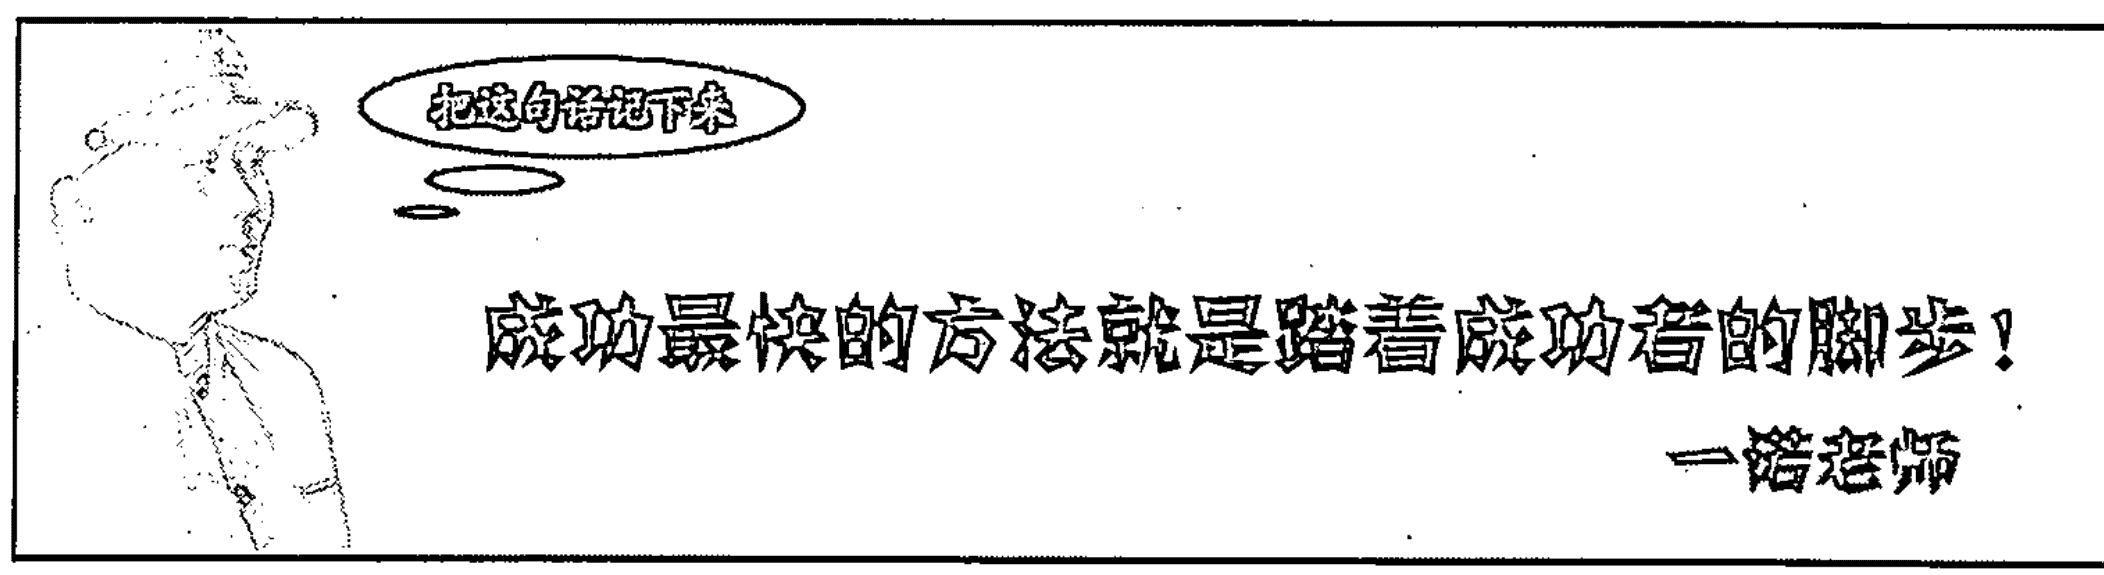 把这句话记下来
成功最快的方法就是踏着成功者的脚步！
一诺老师